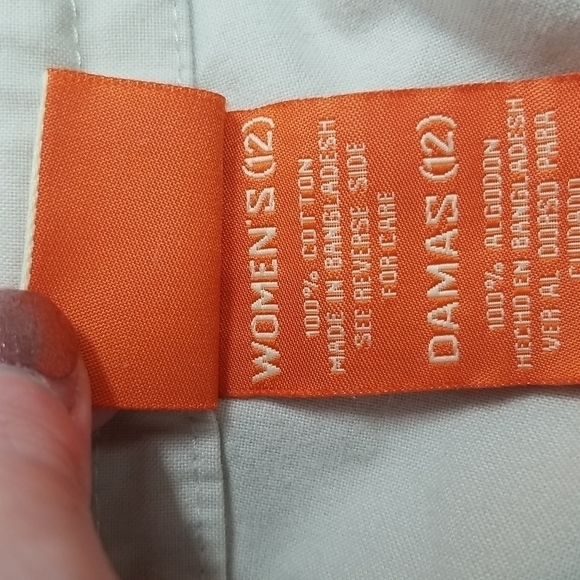 WOMEN'S (12)
100% COTTON
MADE IN BANGLADESH
SEE REVERSE SIDE
FOR CARE
DAMAS (12)
100% ALGODON
HECHO EN BANGLADESH
VER AL DORSO PARA